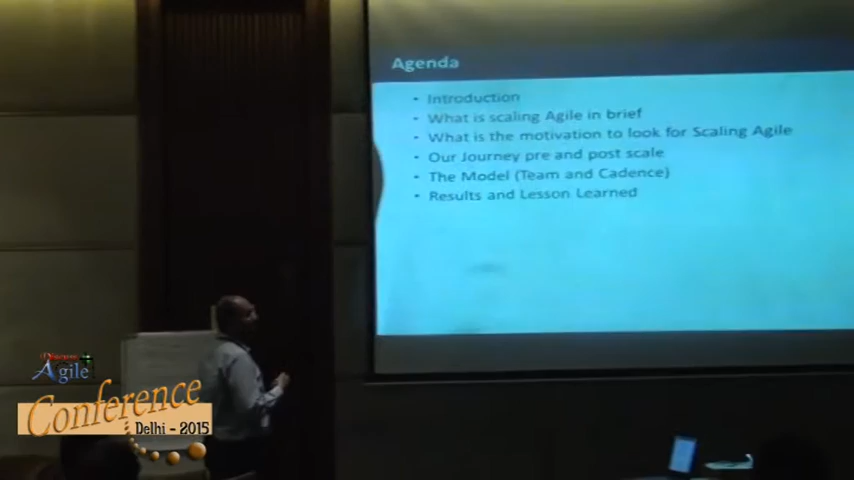 Agenda
• Introduction
• What is scaling Agile in brief
• What is the motivation to look for Scaling Agile
• Our Journey pre and post scale
• The Model (Team and Cadence)
• Results and Lesson Learned
Discuss
Agile
Conference
Delhi - 2015